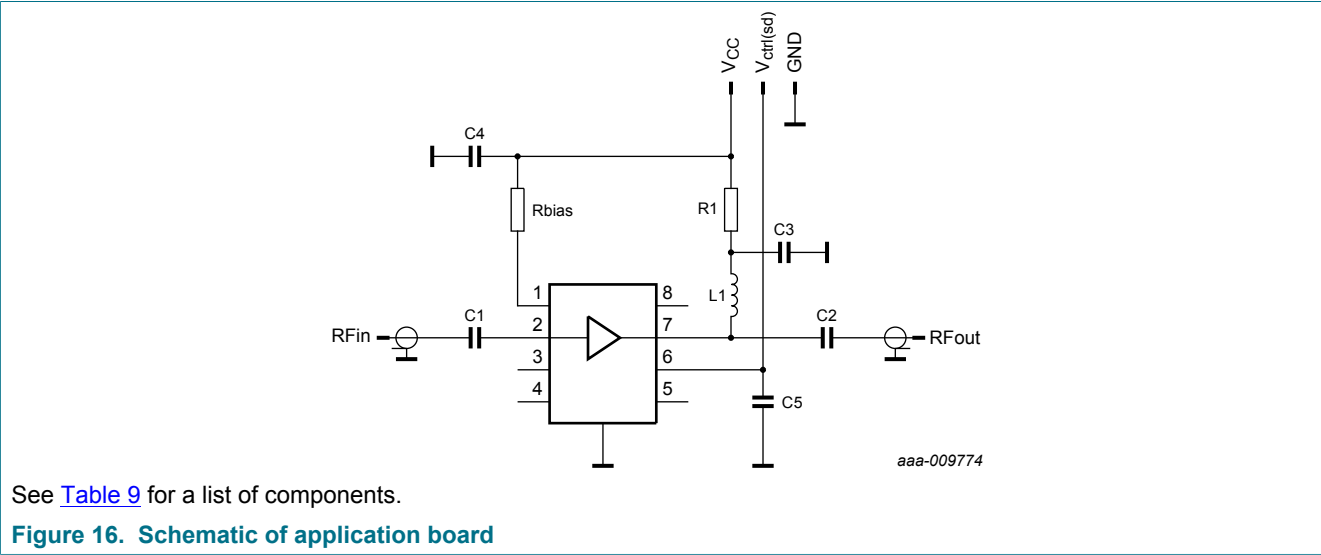 VCC
Vctrl(sd)
GND
C4
Rbias
R1
C3
L1
1
8
RFin
C1
2
7
C2
RFout
3
6
4
5
C5
aaa-009774
See Table 9 for a list of components.
Figure 16. Schematic of application board